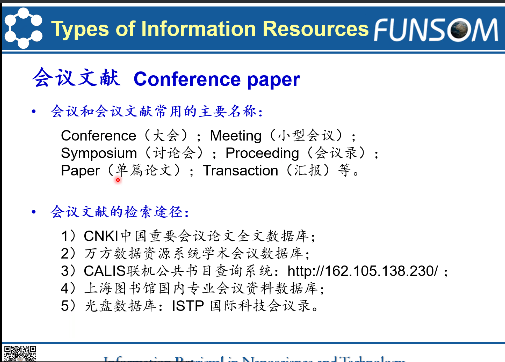 Types of Information Resources FUNSOM
会议文献 Conference paper
• 会议和会议文献常用的主要名称：
Conference（大会）；Meeting（小型会议）；
Symposium（讨论会）；Proceeding（会议录）；
Paper（单篇论文）；Transaction（汇报）等。
• 会议文献的检索途径：
1）CNKI中国重要会议论文全文数据库；
2）万方数据资源系统学术会议数据库；
3）CALIS联机公共书目查询系统：http://162.105.138.230/ ；
4）上海图书馆国内专业会议资料数据库；
5）光盘数据库：ISTP 国际科技会议录。
Information Retrieval in Nanoscience and Technology